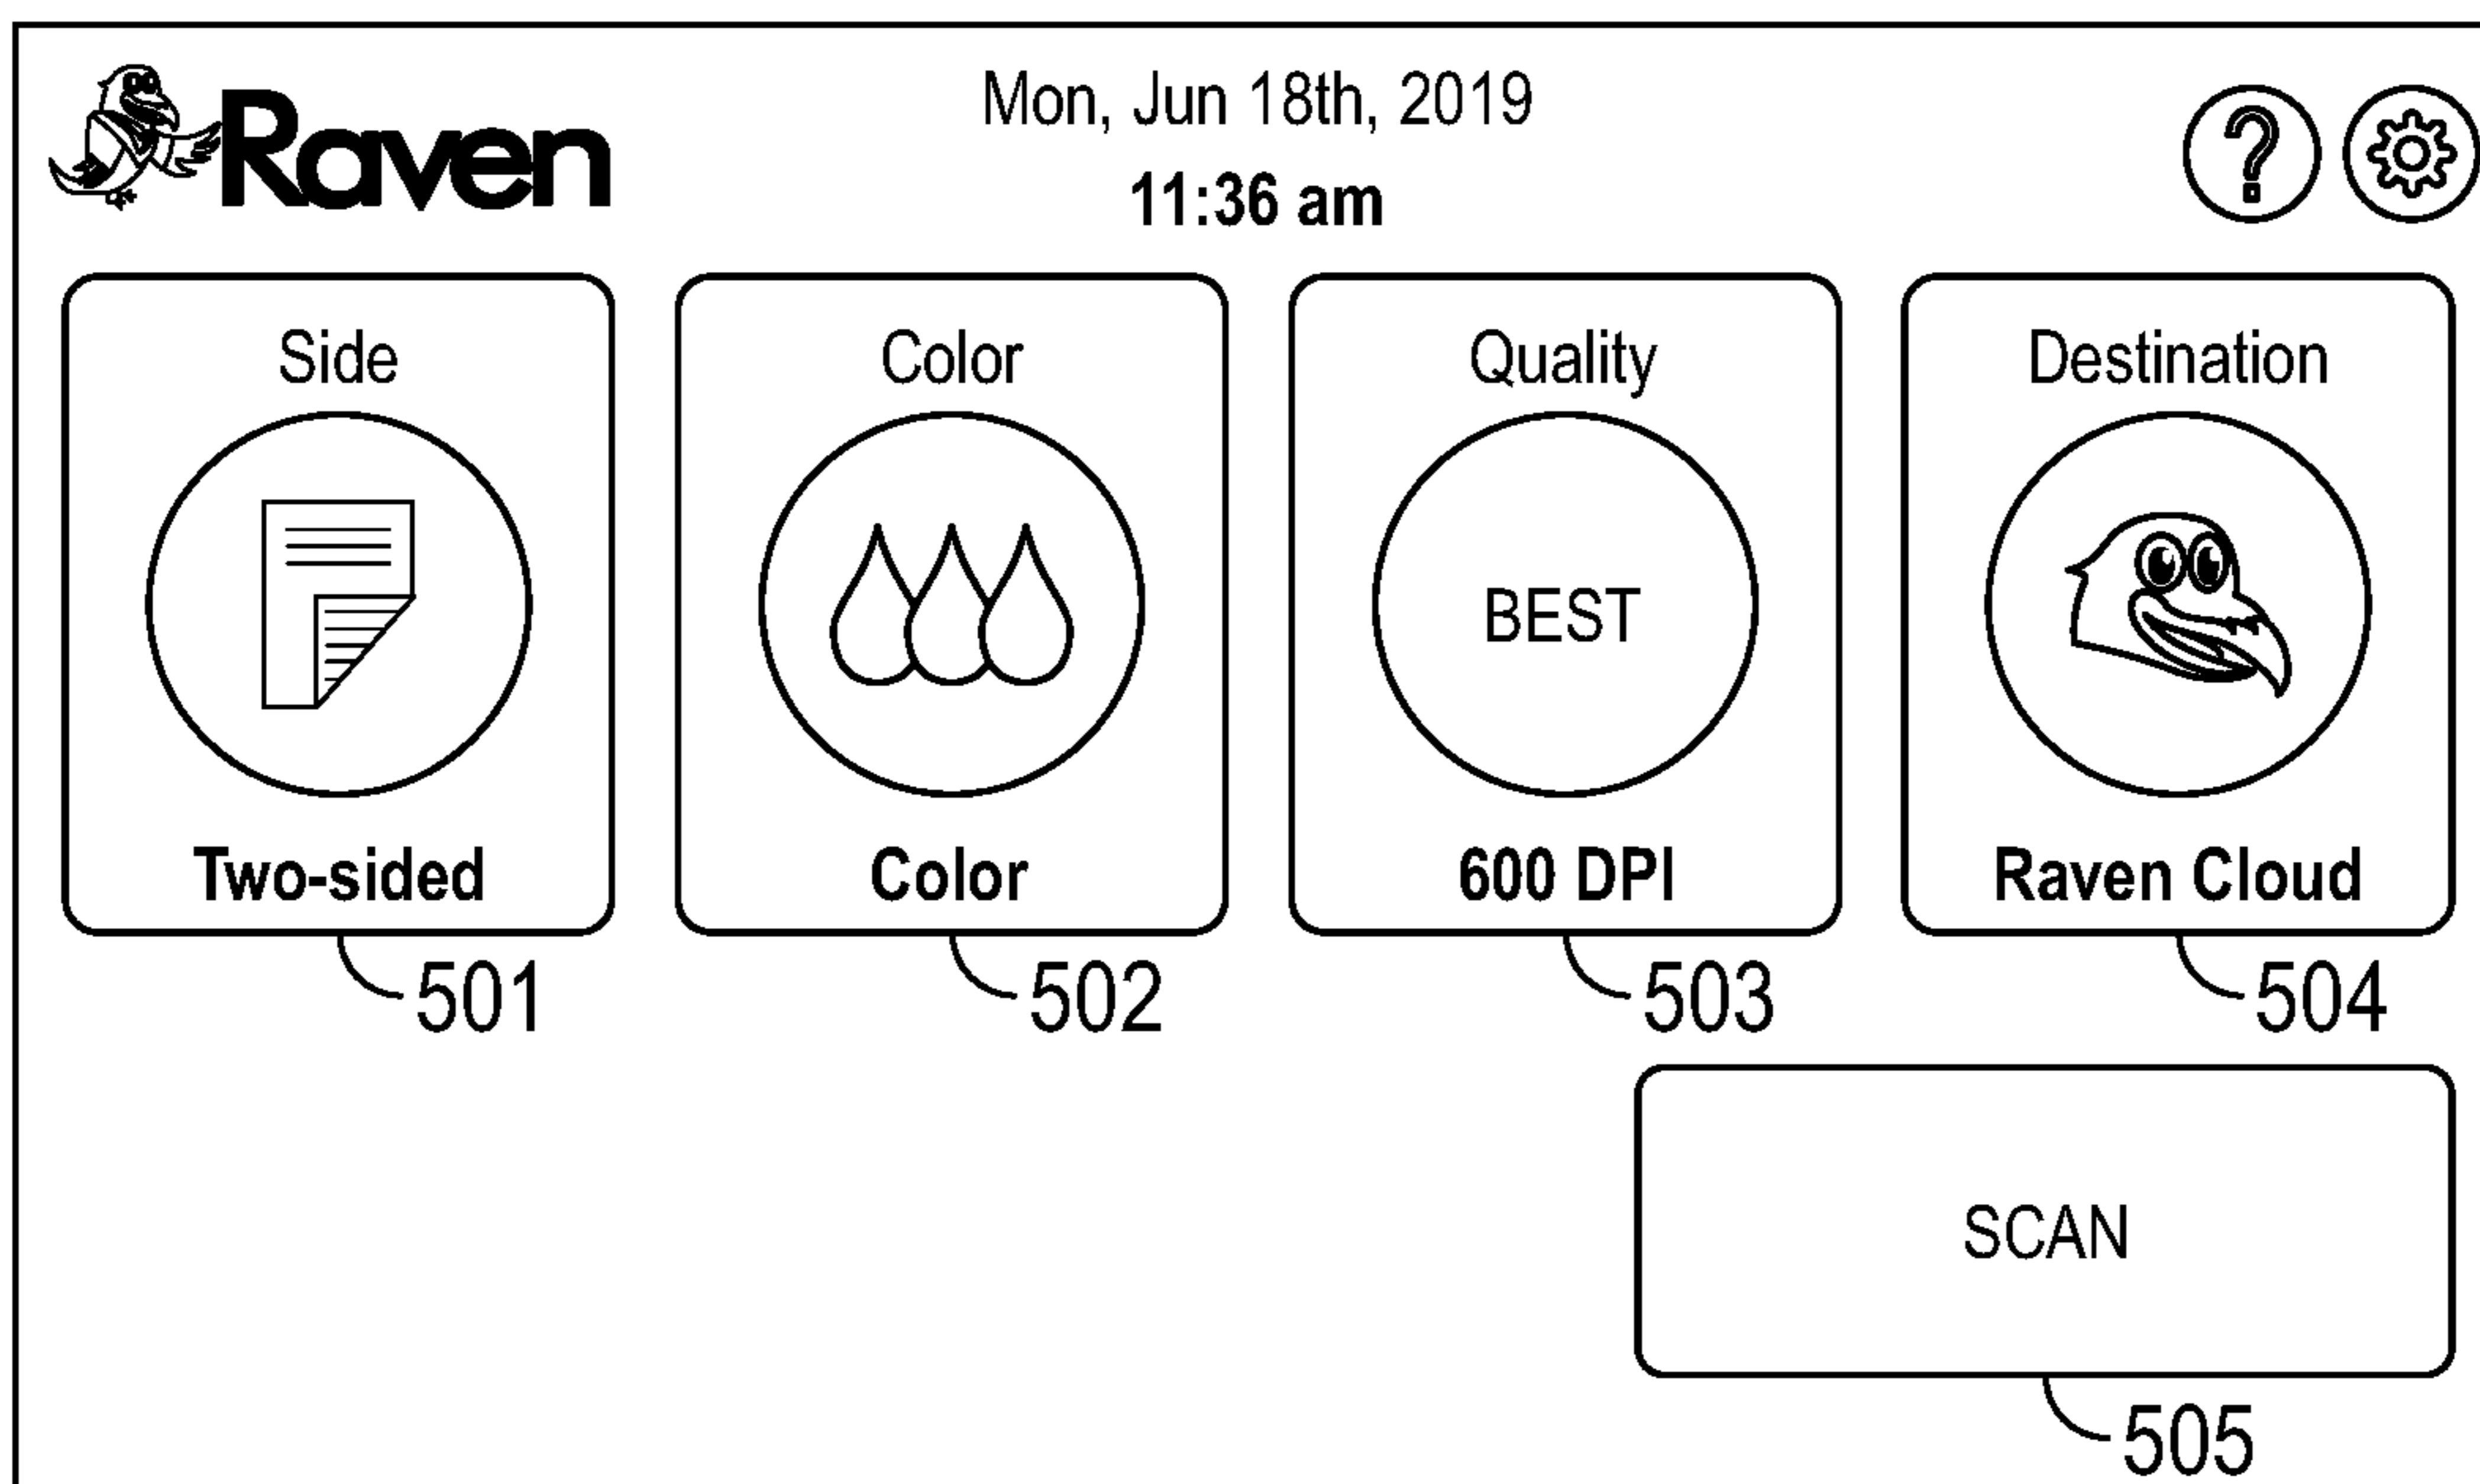 Raven
Mon, Jun 18th, 2019
11:36 am
?
Side
Two-sided
501
Color
Color
502
Quality
BEST
600 DPI
503
Destination
Raven Cloud
504
SCAN
505